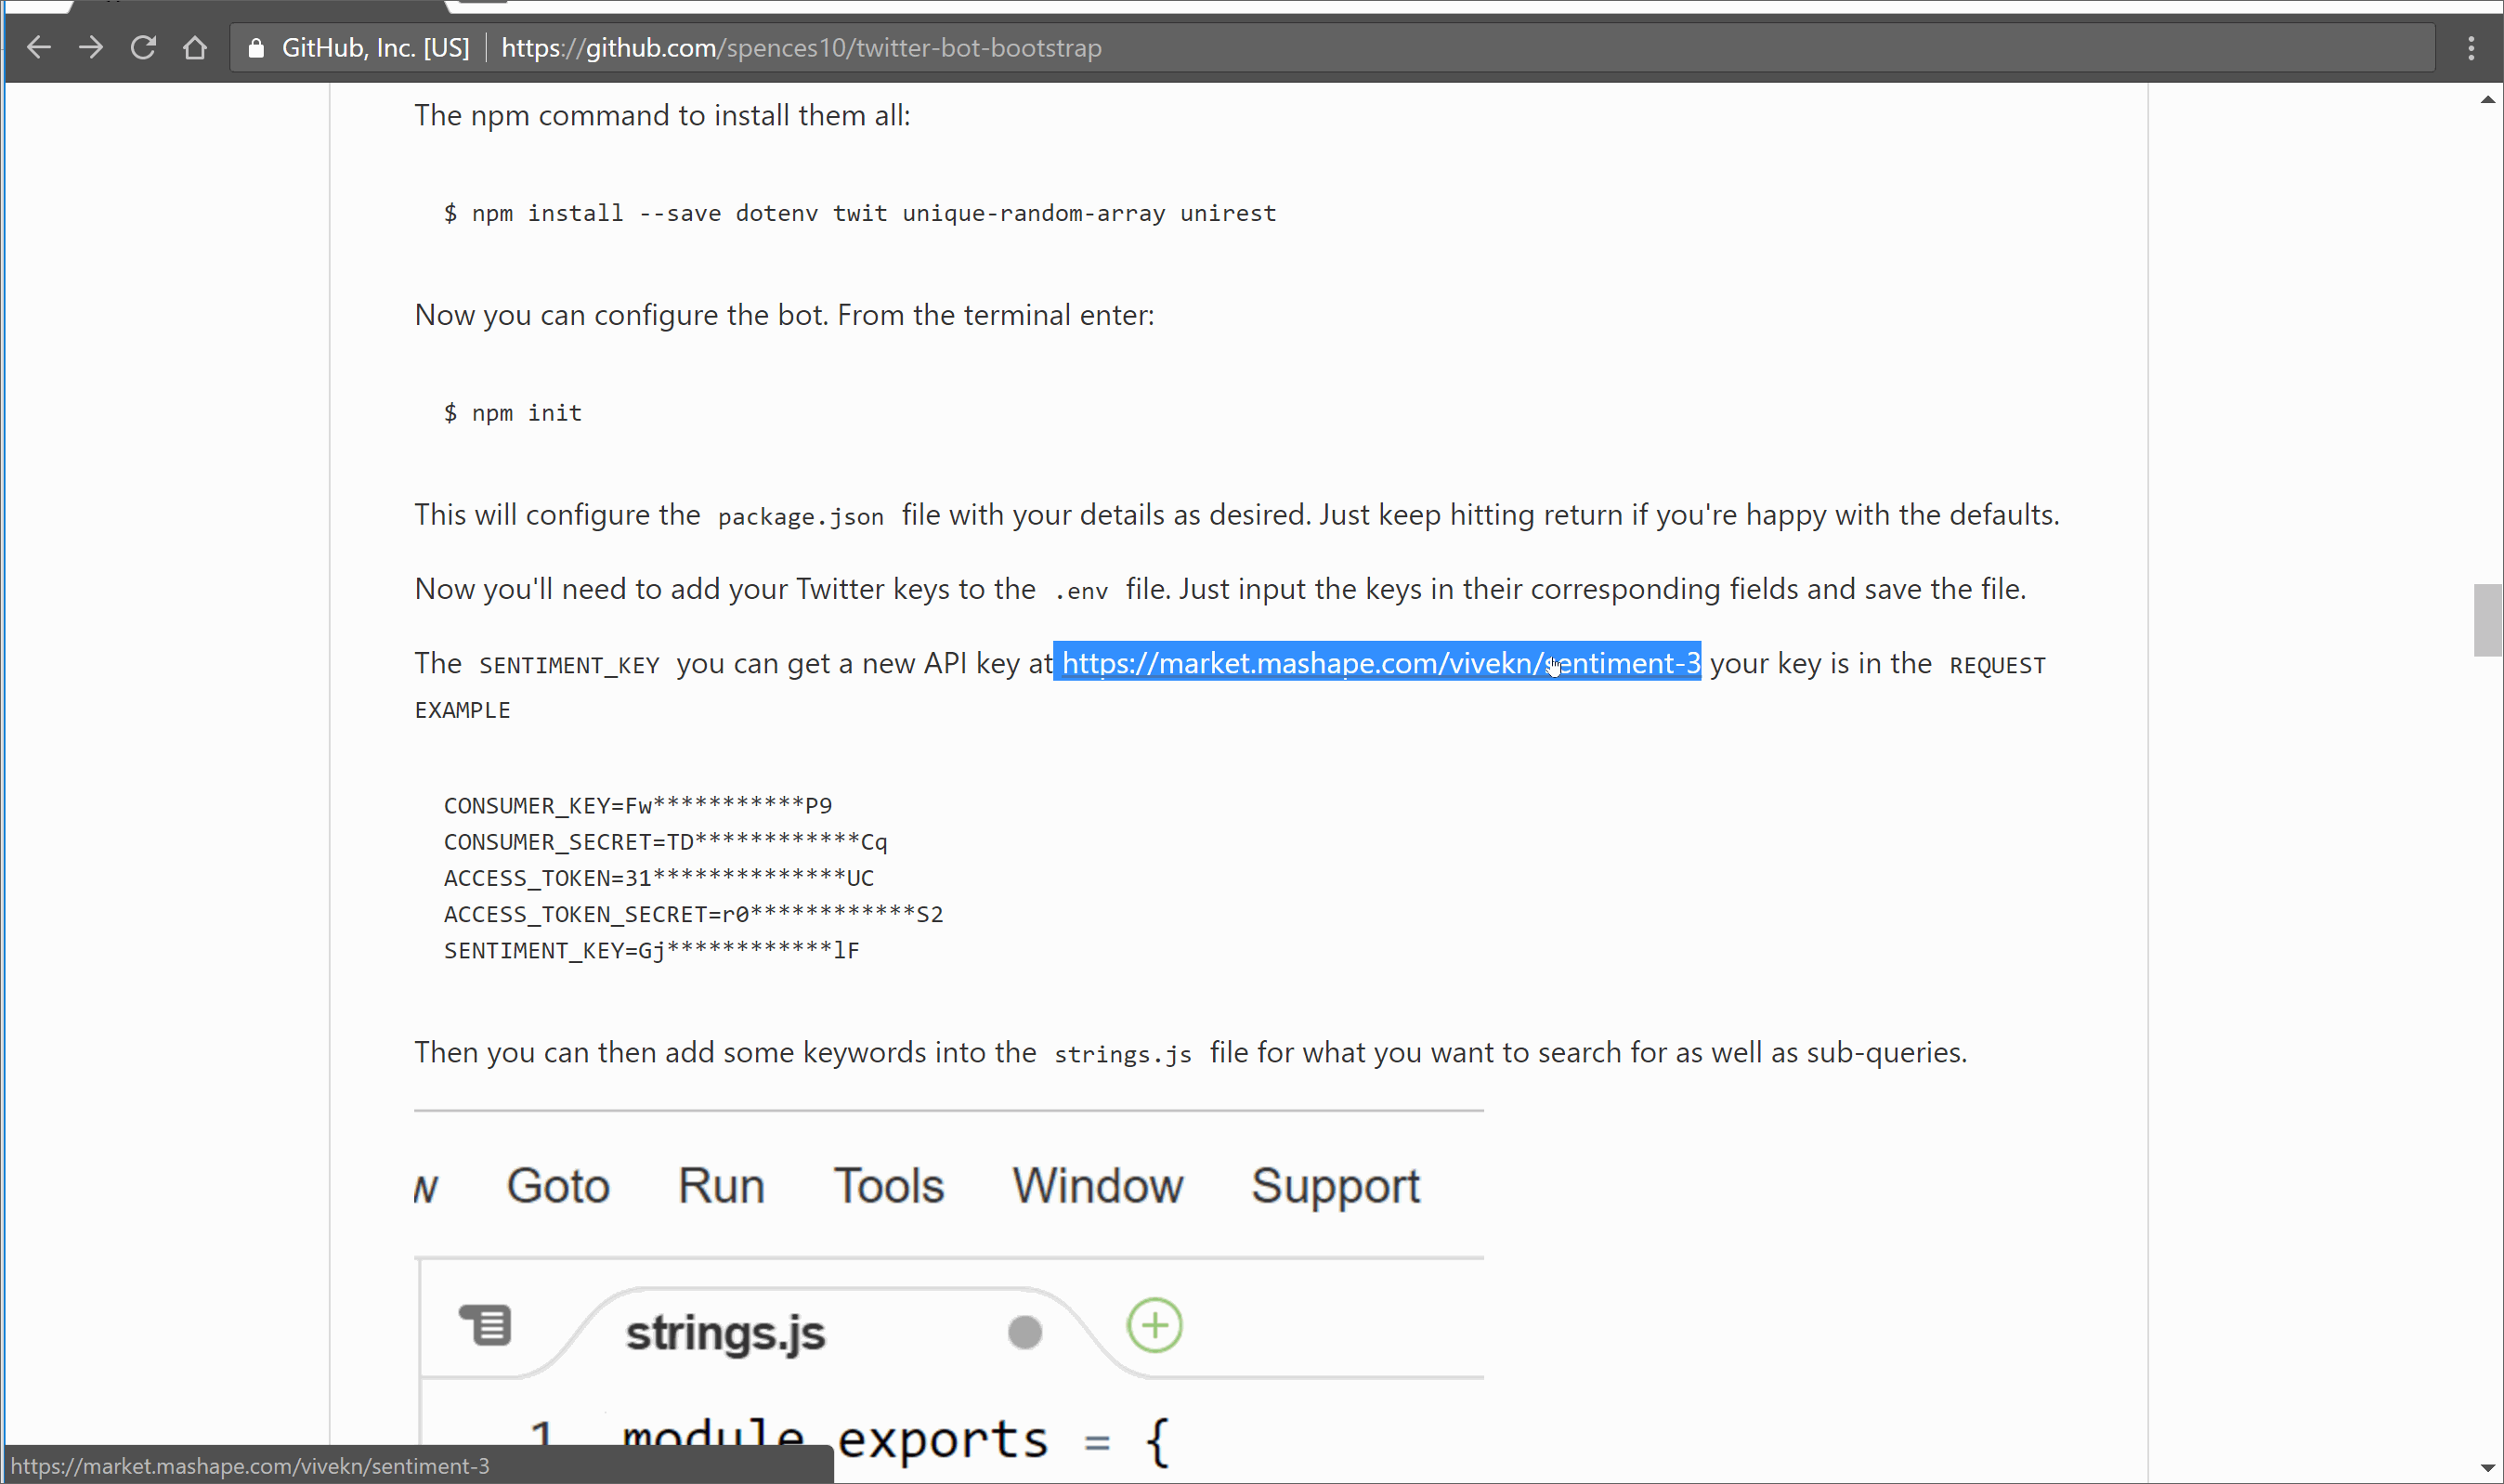 GitHub, Inc. [US] https://github.com/spences10/twitter-bot-bootstrap
The npm command to install them all:
$ npm install --save dotenv twit unique-random-array unirest
Now you can configure the bot. From the terminal enter:
$ npm init
This will configure the package.json file with your details as desired. Just keep hitting return if you're happy with the defaults.
Now you'll need to add your Twitter keys to the .env file. Just input the keys in their corresponding fields and save the file.
The SENTIMENT_KEY you can get a new API key at https://market.mashape.com/vivekn/sentiment-3 your key is in the REQUEST
EXAMPLE
CONSUMER_KEY=Fw***********P9
CONSUMER_SECRET=TD************Cq
ACCESS_TOKEN=31**************UC
ACCESS_TOKEN_SECRET=r0************S2
SENTIMENT_KEY=Gj************lF
Then you can then add some keywords into the strings.js file for what you want to search for as well as sub-queries.
w Goto Run Tools Window Support
strings.js
1 module exports = {
https://market.mashape.com/vivekn/sentiment-3